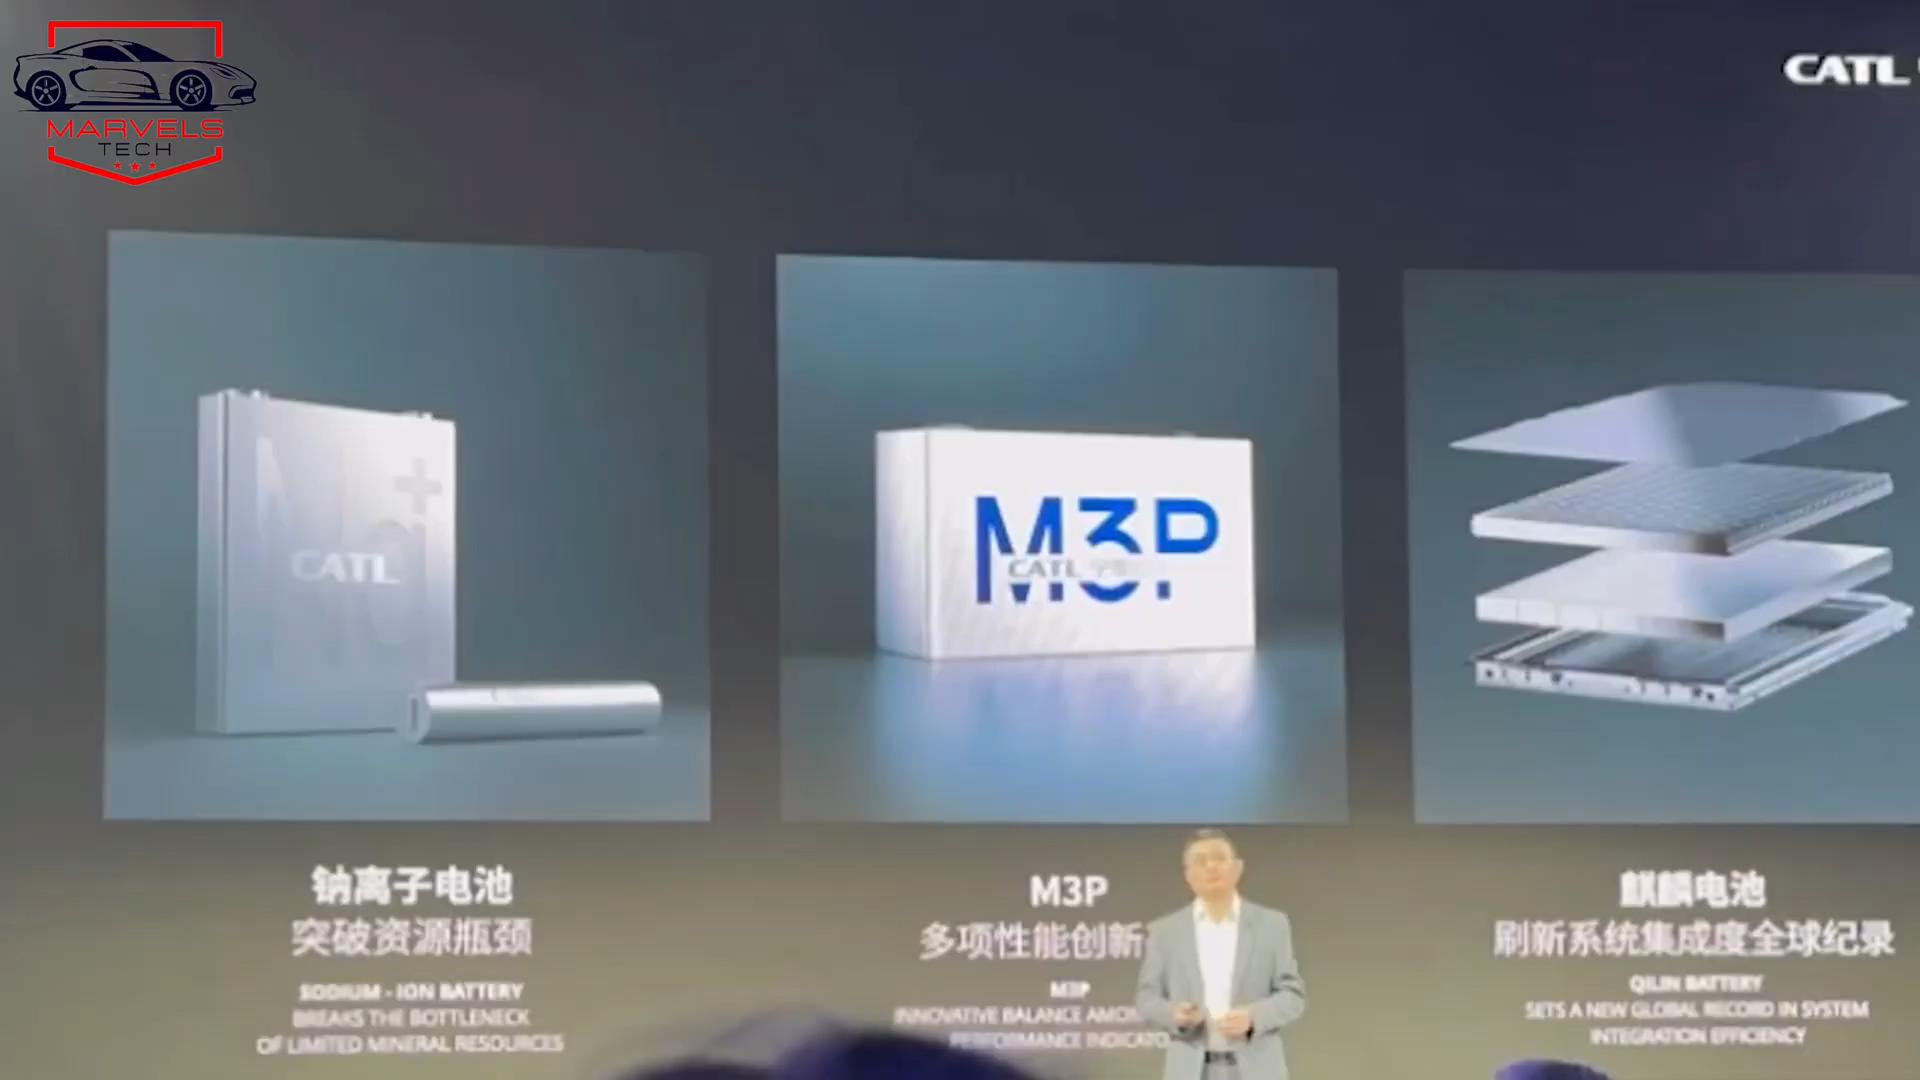 MARVELS
TECH
CATL
Na+
CATL
M3P
CATL
钠离子电池
突破资源瓶颈
SODIUM - ION BATTERY
BREAKS THE BOTTLENECK
OF LIMITED MINERAL RESOURCES
M3P
多项性能创新
M3P
INNOVATIVE BALANCE
PERFORMANCE
麒麟电池
刷新系统集成度全球纪录
QILIN BATTERY
SETS A NEW GLOBAL RECORD IN SYSTEM
INTEGRATION EFFICIENCY